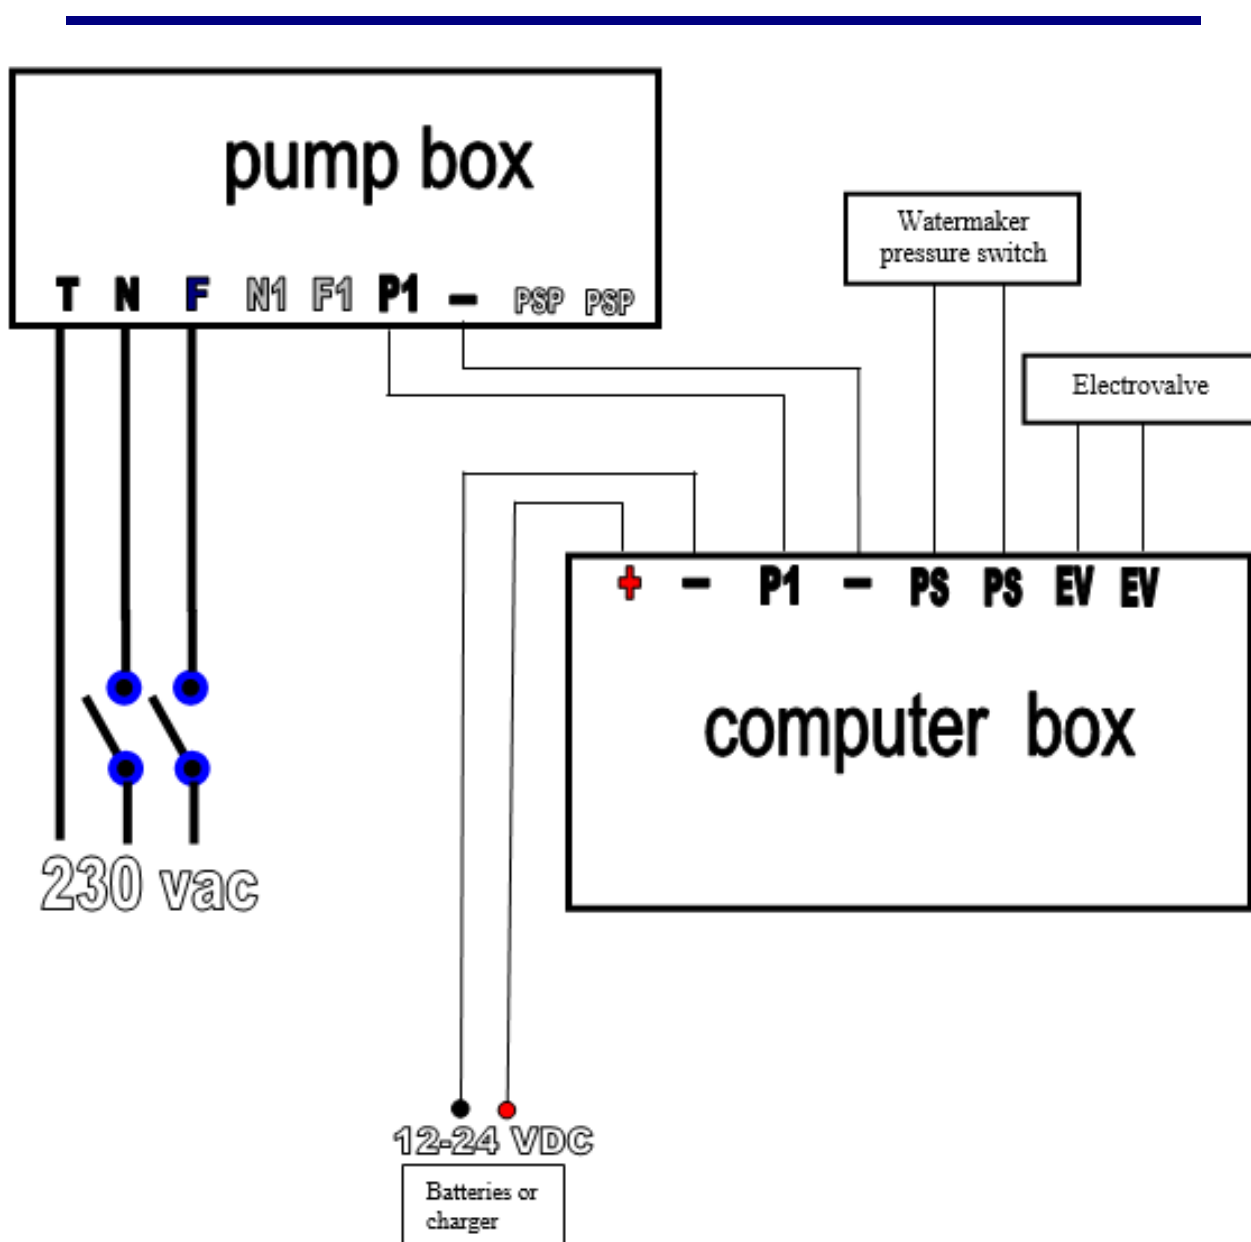 pump box
T N F N1 F1 P1 – PSP PSP
Watermaker
pressure switch
Electrovalve
+ – P1 – PS PS EV EV
computer box
230 vac
12-24 VDC
Batteries or
charger